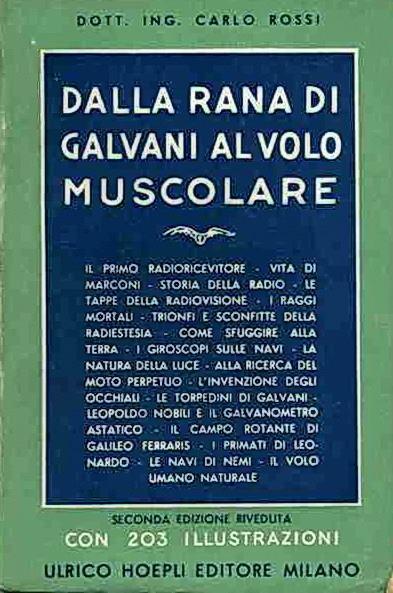 DOTT. ING. CARLO ROSSI
DALLA RANA DI
GALVANI AL VOLO
MUSCOLARE
IL PRIMO RADIORICEVITORE - VITA DI
MARCONI - STORIA DELLA RADIO - LE
TAPPE DELLA RADIOVISIONE - I RAGGI
MORTALI - TRIONFI E SCONFITTE DELLA
RADIESTESIA - COME SFUGGIRE ALLA
TERRA - I GIROSCOPI SULLE NAVI - LA
NATURA DELLA LUCE - ALLA RICERCA DEL
MOTO PERPETUO - L'INVENZIONE DEGLI
OCCHIALI - LE TORPEDINI DI GALVANI -
LEOPOLDO NOBILI E IL GALVANOMETRO
ASTATICO - IL CAMPO ROTANTE DI
GALILEO FERRARIS - I PRIMATI DI LEO-
NARDO - LE NAVI DI NEMI - IL VOLO
UMANO NATURALE
SECONDA EDIZIONE RIVEDUTA
CON 203 ILLUSTRAZIONI
ULRICO HOEPLI EDITORE MILANO